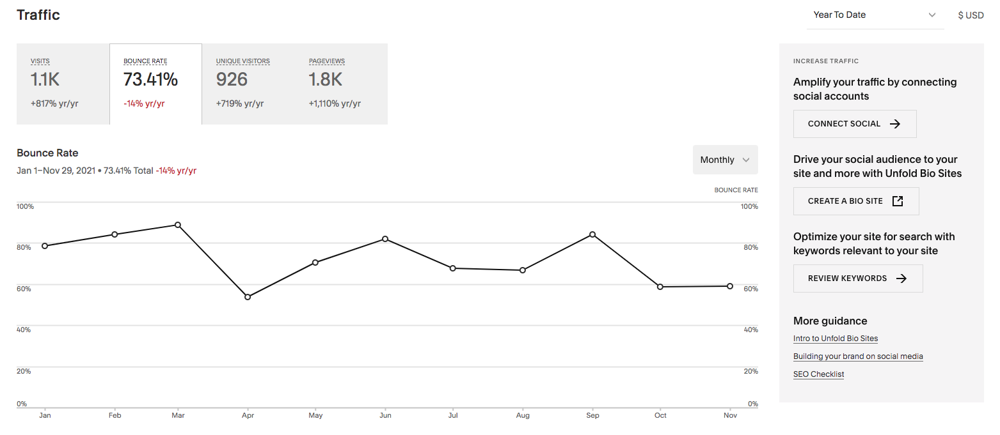 Traffic
Year To Date
$ USD
VISITS
1.1K
+817% yr/yr
BOUNCE RATE
73.41%
-14% yr/yr
UNIQUE VISITORS
926
+719% yr/yr
PAGEVIEWS
1.8K
+1,110% yr/yr
Bounce Rate
Jan 1–Nov 29, 2021 • 73.41% Total -14% yr/yr
Monthly
BOUNCE RATE
100% 100%
80% 80%
60% 60%
40% 40%
20% 20%
0% 0%
Jan Feb Mar Apr May Jun Jul Aug Sep Oct Nov
INCREASE TRAFFIC
Amplify your traffic by connecting
social accounts
CONNECT SOCIAL
Drive your social audience to your
site and more with Unfold Bio Sites
CREATE A BIO SITE
Optimize your site for search with
keywords relevant to your site
REVIEW KEYWORDS
More guidance
Intro to Unfold Bio Sites
Building your brand on social media
SEO Checklist